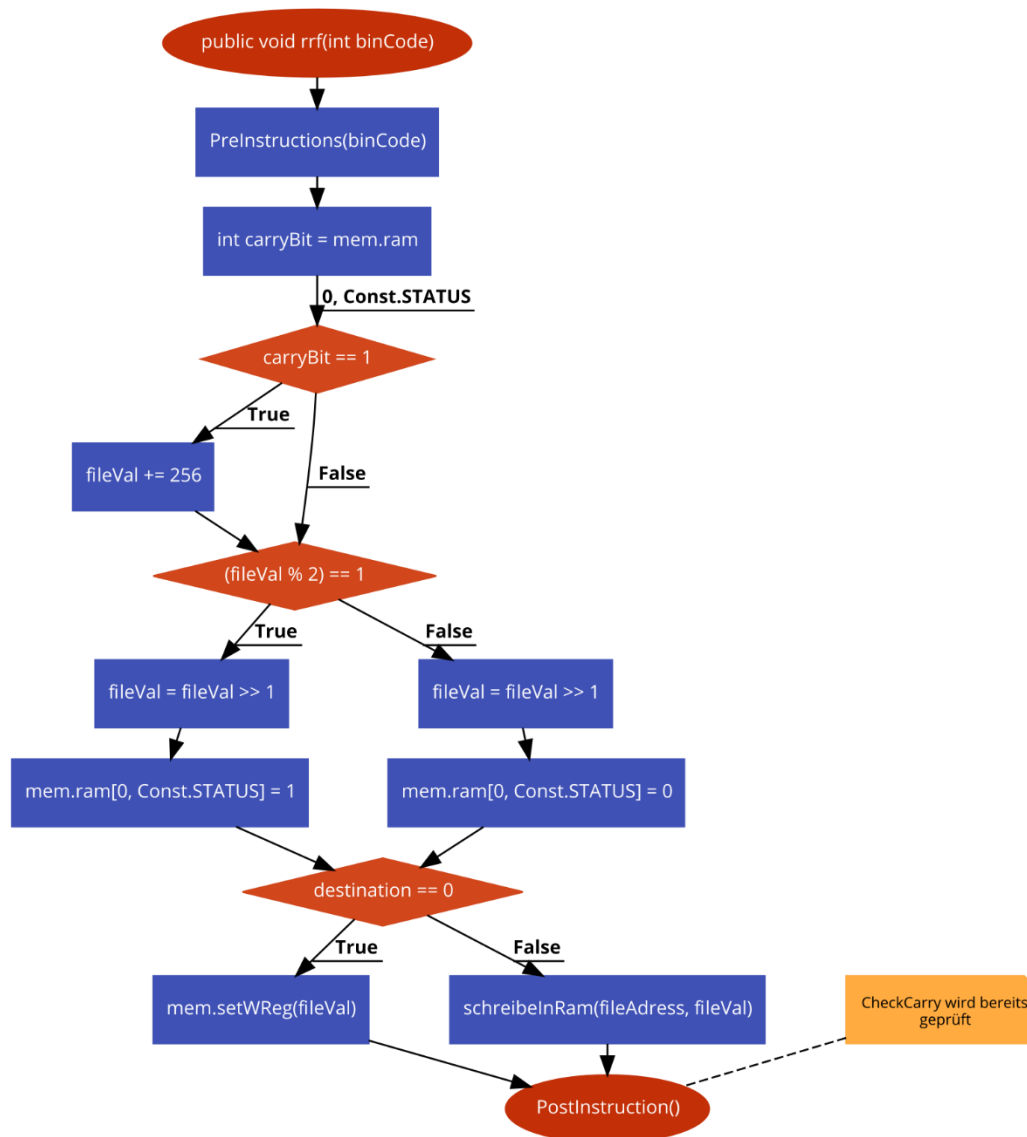 public void rrf(int binCode)
PreInstructions(binCode)
int carryBit = mem.ram
0, Const.STATUS
carryBit == 1
True
fileVal += 256
False
(fileVal % 2) == 1
True
False
fileVal = fileVal >> 1
fileVal = fileVal >> 1
mem.ram[0, Const.STATUS] = 1
mem.ram[0, Const.STATUS] = 0
destination == 0
True
False
mem.setWReg(fileVal)
schreibeInRam(fileAdress, fileVal)
CheckCarry wird bereits
geprüft
PostInstruction()